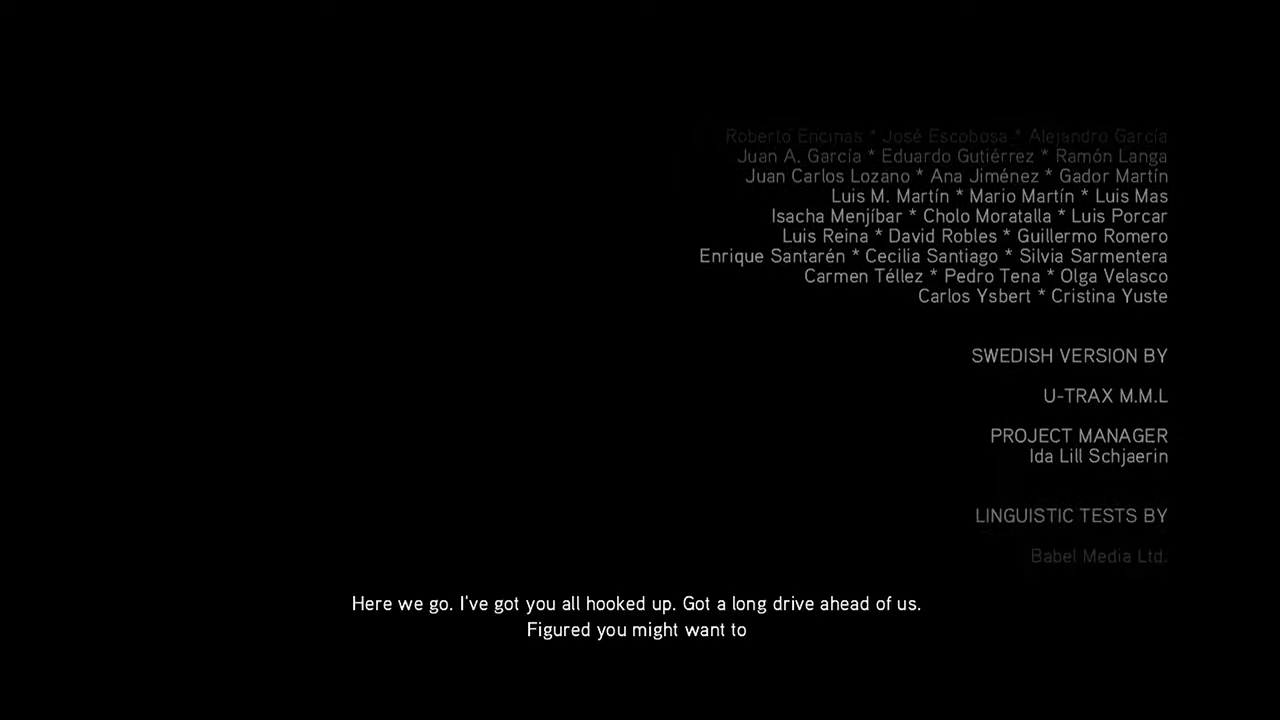 Roberto Encinas * José Escobosa * Alejandro García
Juan A. García * Eduardo Gutiérrez * Ramón Langa
Juan Carlos Lozano * Ana Jiménez * Gador Martín
Luis M. Martín * Mario Martín * Luis Mas
Isacha Menjíbar * Cholo Moratalla * Luis Porcar
Luis Reina * David Robles * Guillermo Romero
Enrique Santarén * Cecilia Santiago * Silvia Sarmentera
Carmen Téllez * Pedro Tena * Olga Velasco
Carlos Ysbert * Cristina Yuste
SWEDISH VERSION BY
U-TRAX M.M.L
PROJECT MANAGER
Ida Lill Schjaerin
LINGUISTIC TESTS BY
Babel Media Ltd.
Here we go. I've got you all hooked up. Got a long drive ahead of us.
Figured you might want to